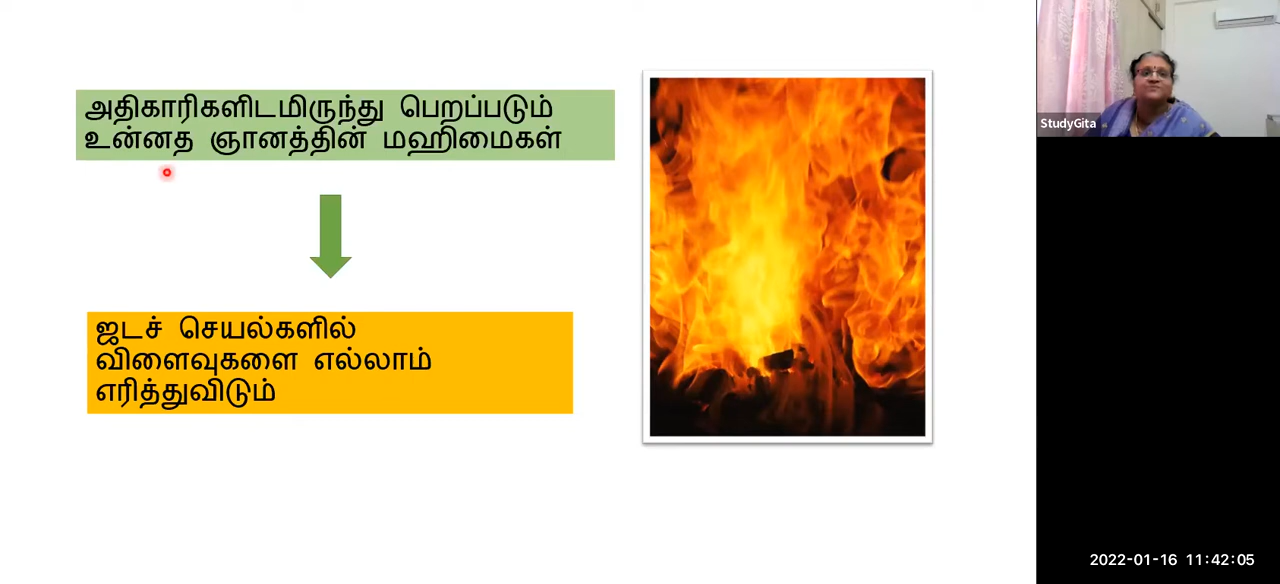 அதிகாரிகளிடமிருந்து பெறப்படும்
உன்னத ஞானத்தின் மஹிமைகள்
ஜடச் செயல்களில்
விளைவுகளை எல்லாம்
எரித்துவிடும்
StudyGita
2022-01-16 11:42:05